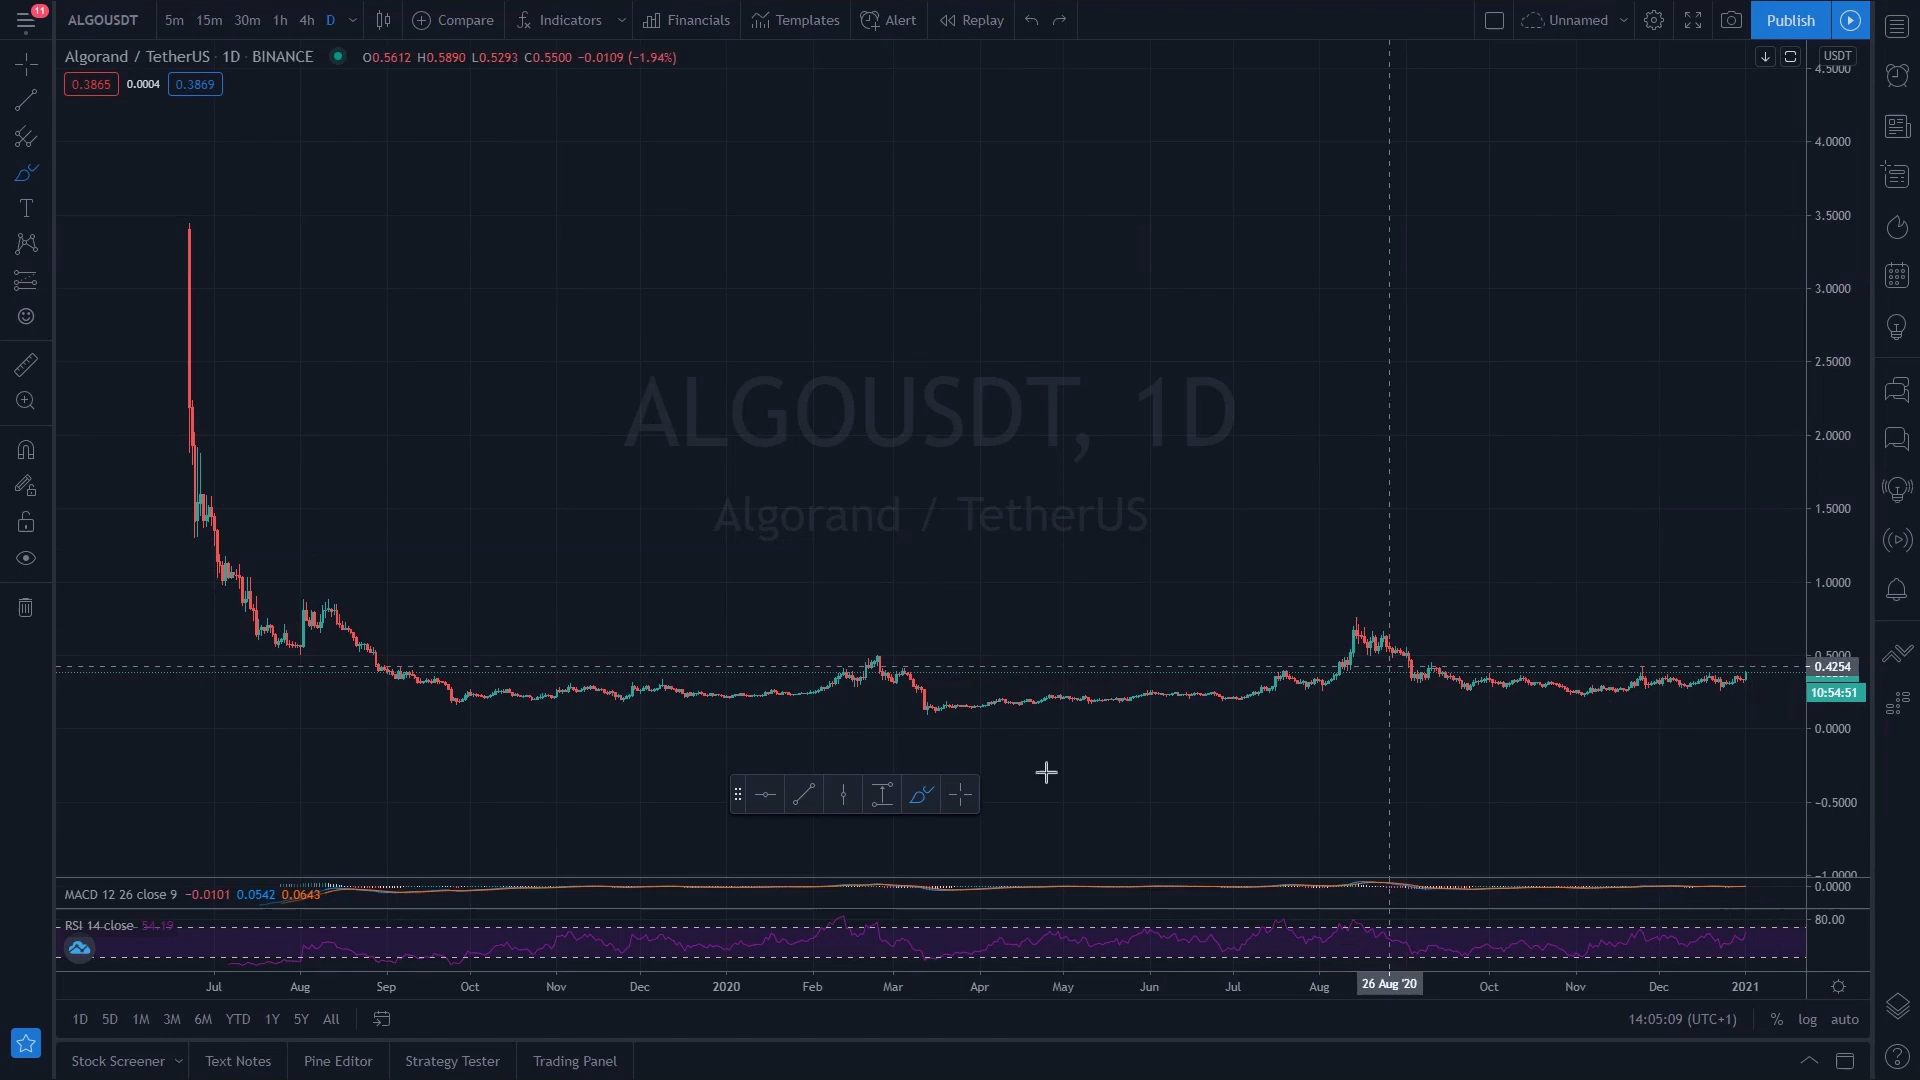 11
ALGOUSDT 5m 15m 30m 1h 4h D Compare Indicators Financials Templates Alert Replay Unnamed Publish
Algorand / TetherUS · 1D · BINANCE O0.5612 H0.5890 L0.5293 C0.5500 −0.0109 (−1.94%)
USDT
0.3865 0.0004 0.3869
4.5000
4.0000
3.5000
3.0000
2.5000
2.0000
1.5000
1.0000
0.5000
0.4254
10:54:51
0.0000
−0.5000
−1.0000
ALGOUSDT, 1D
Algorand / TetherUS
MACD 12 26 close 9 −0.0101 0.0542 0.0643
0.0000
RSI 14 close 54.19
80.00
Jul Aug Sep Oct Nov Dec 2020 Feb Mar Apr May Jun Jul Aug 26 Aug '20 Oct Nov Dec 2021
1D 5D 1M 3M 6M YTD 1Y 5Y All 14:05:09 (UTC+1) % log auto
Stock Screener Text Notes Pine Editor Strategy Tester Trading Panel